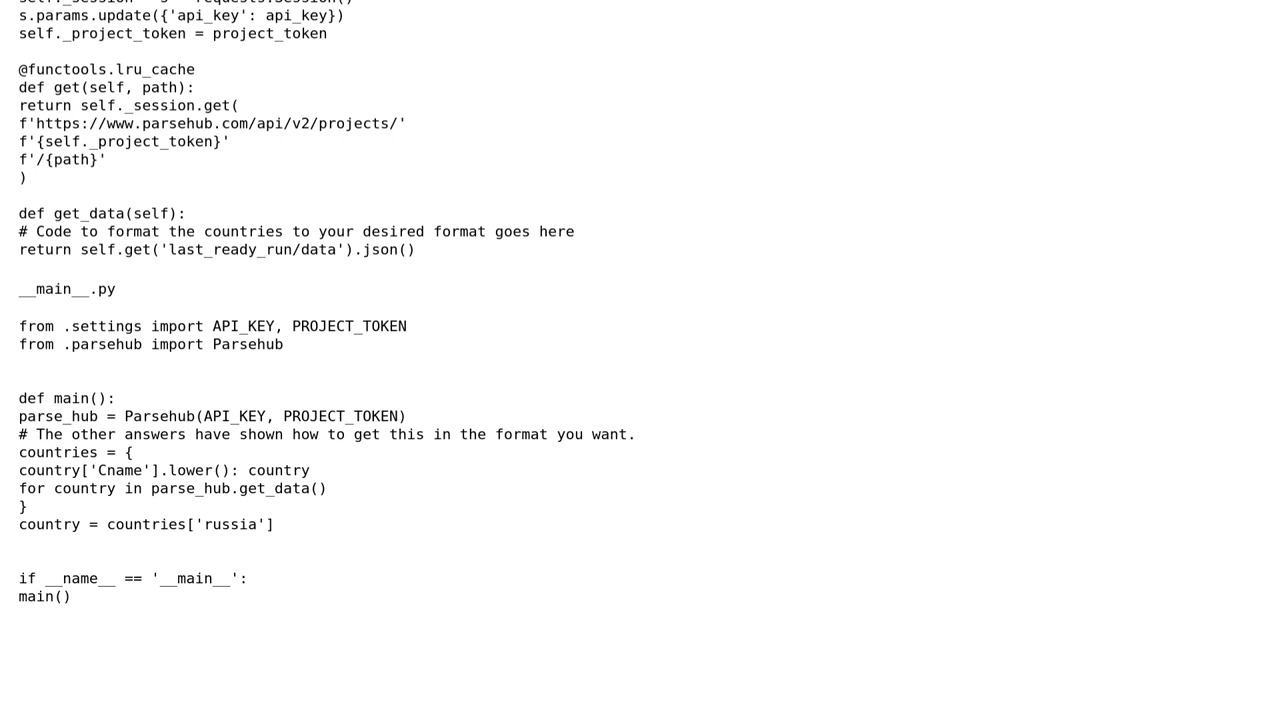 s.params.update({'api_key': api_key})
self._project_token = project_token
@functools.lru_cache
def get(self, path):
return self._session.get(
f'https://www.parsehub.com/api/v2/projects/'
f'{self._project_token}'
f'/{path}'
)
def get_data(self):
# Code to format the countries to your desired format goes here
return self.get('last_ready_run/data').json()
__main__.py
from .settings import API_KEY, PROJECT_TOKEN
from .parsehub import Parsehub
def main():
parse_hub = Parsehub(API_KEY, PROJECT_TOKEN)
# The other answers have shown how to get this in the format you want.
countries = {
country['Cname'].lower(): country
for country in parse_hub.get_data()
}
country = countries['russia']
if __name__ == '__main__':
main()